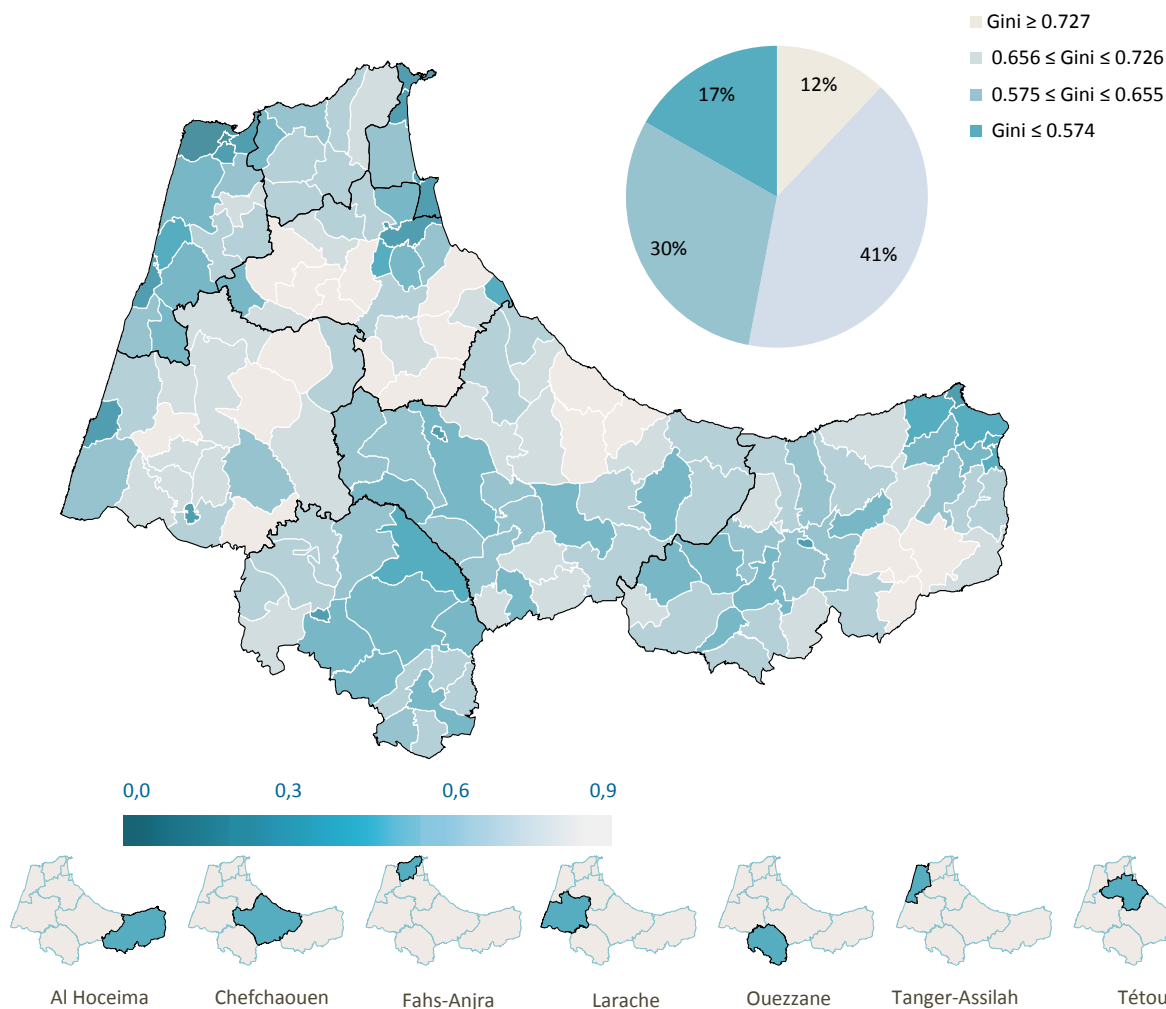 Gini ≥ 0.727
0.656 ≤ Gini ≤ 0.726
0.575 ≤ Gini ≤ 0.655
Gini ≤ 0.574
17%
12%
30%
41%
0,0 0,3 0,6 0,9
Al Hoceima Chefchaouen Fahs-Anjra Larache Ouezzane Tanger-Assilah Tétou